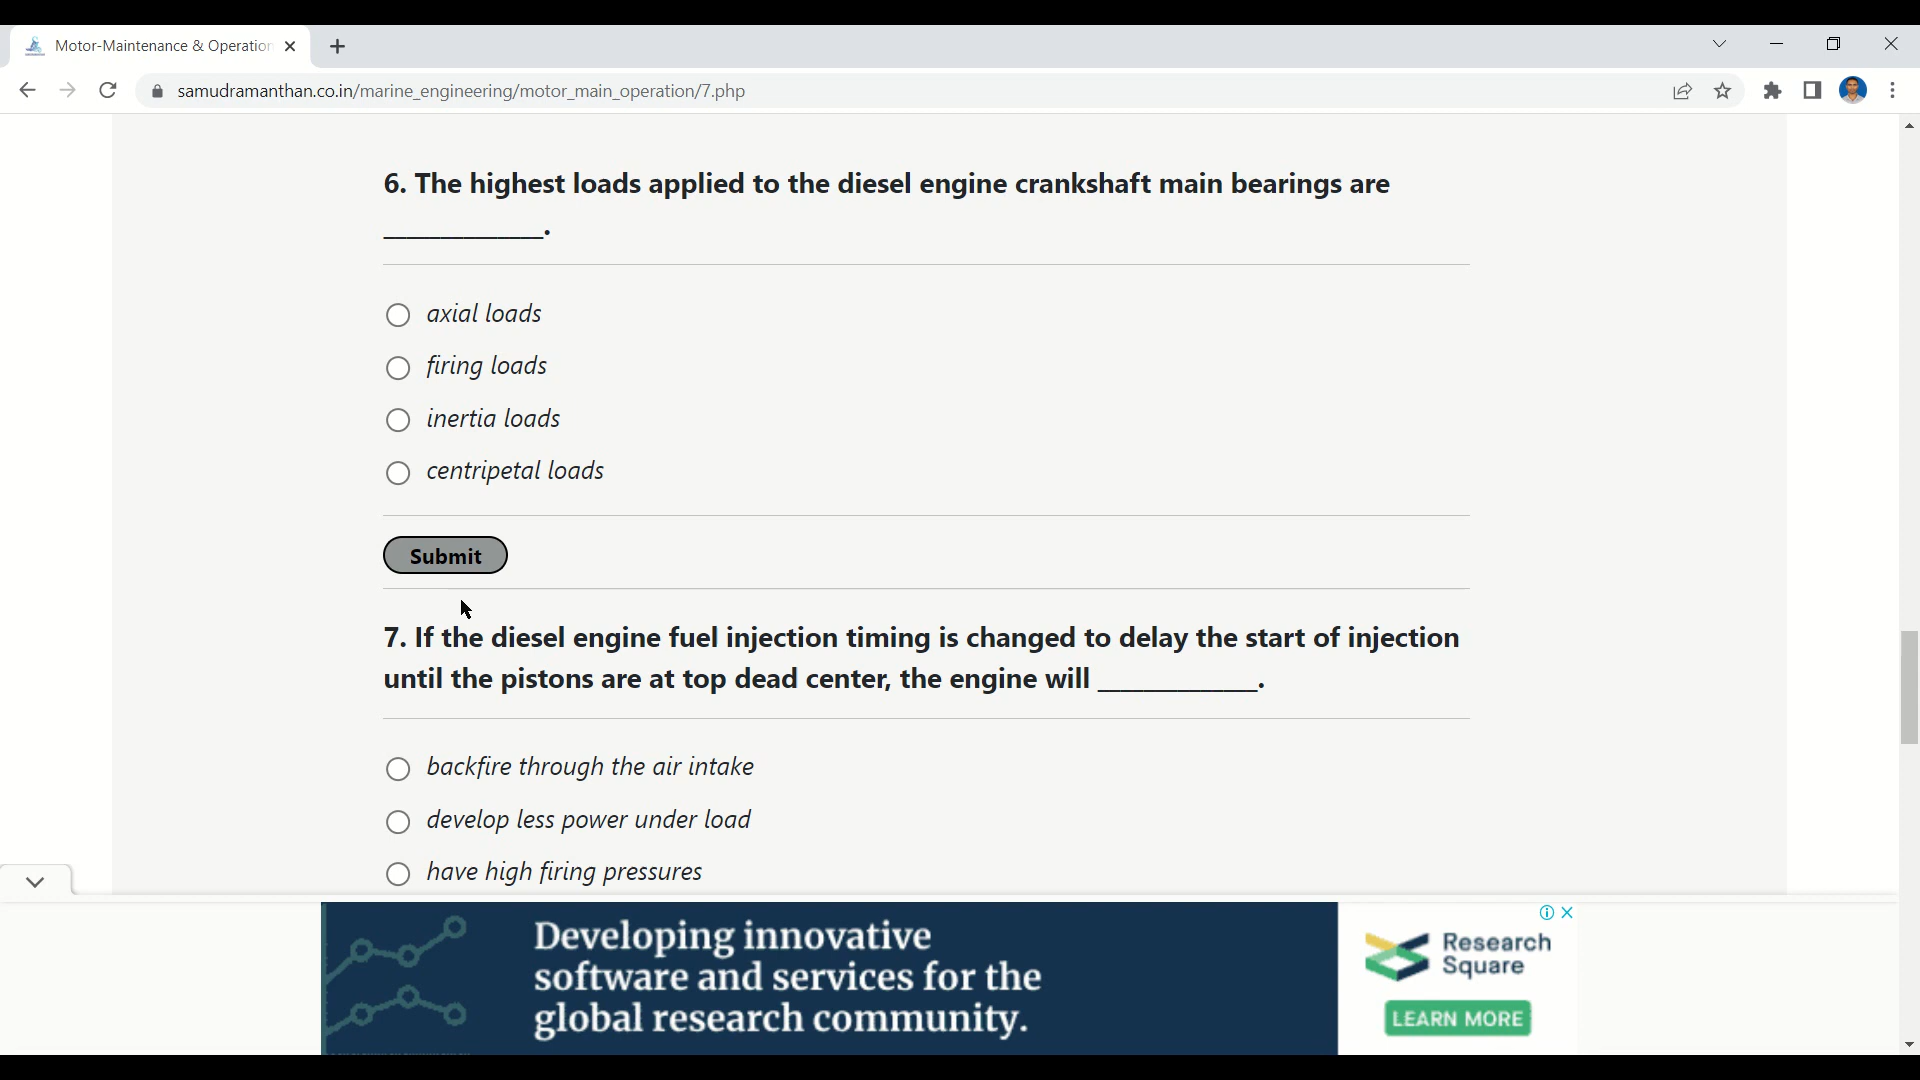 Motor-Maintenance & Operation
samudramanthan.co.in/marine_engineering/motor_main_operation/7.php
6. The highest loads applied to the diesel engine crankshaft main bearings are
______________.
axial loads
firing loads
inertia loads
centripetal loads
Submit
7. If the diesel engine fuel injection timing is changed to delay the start of injection
until the pistons are at top dead center, the engine will ______________.
backfire through the air intake
develop less power under load
have high firing pressures
Developing innovative
software and services for the
global research community.
Research
Square
LEARN MORE